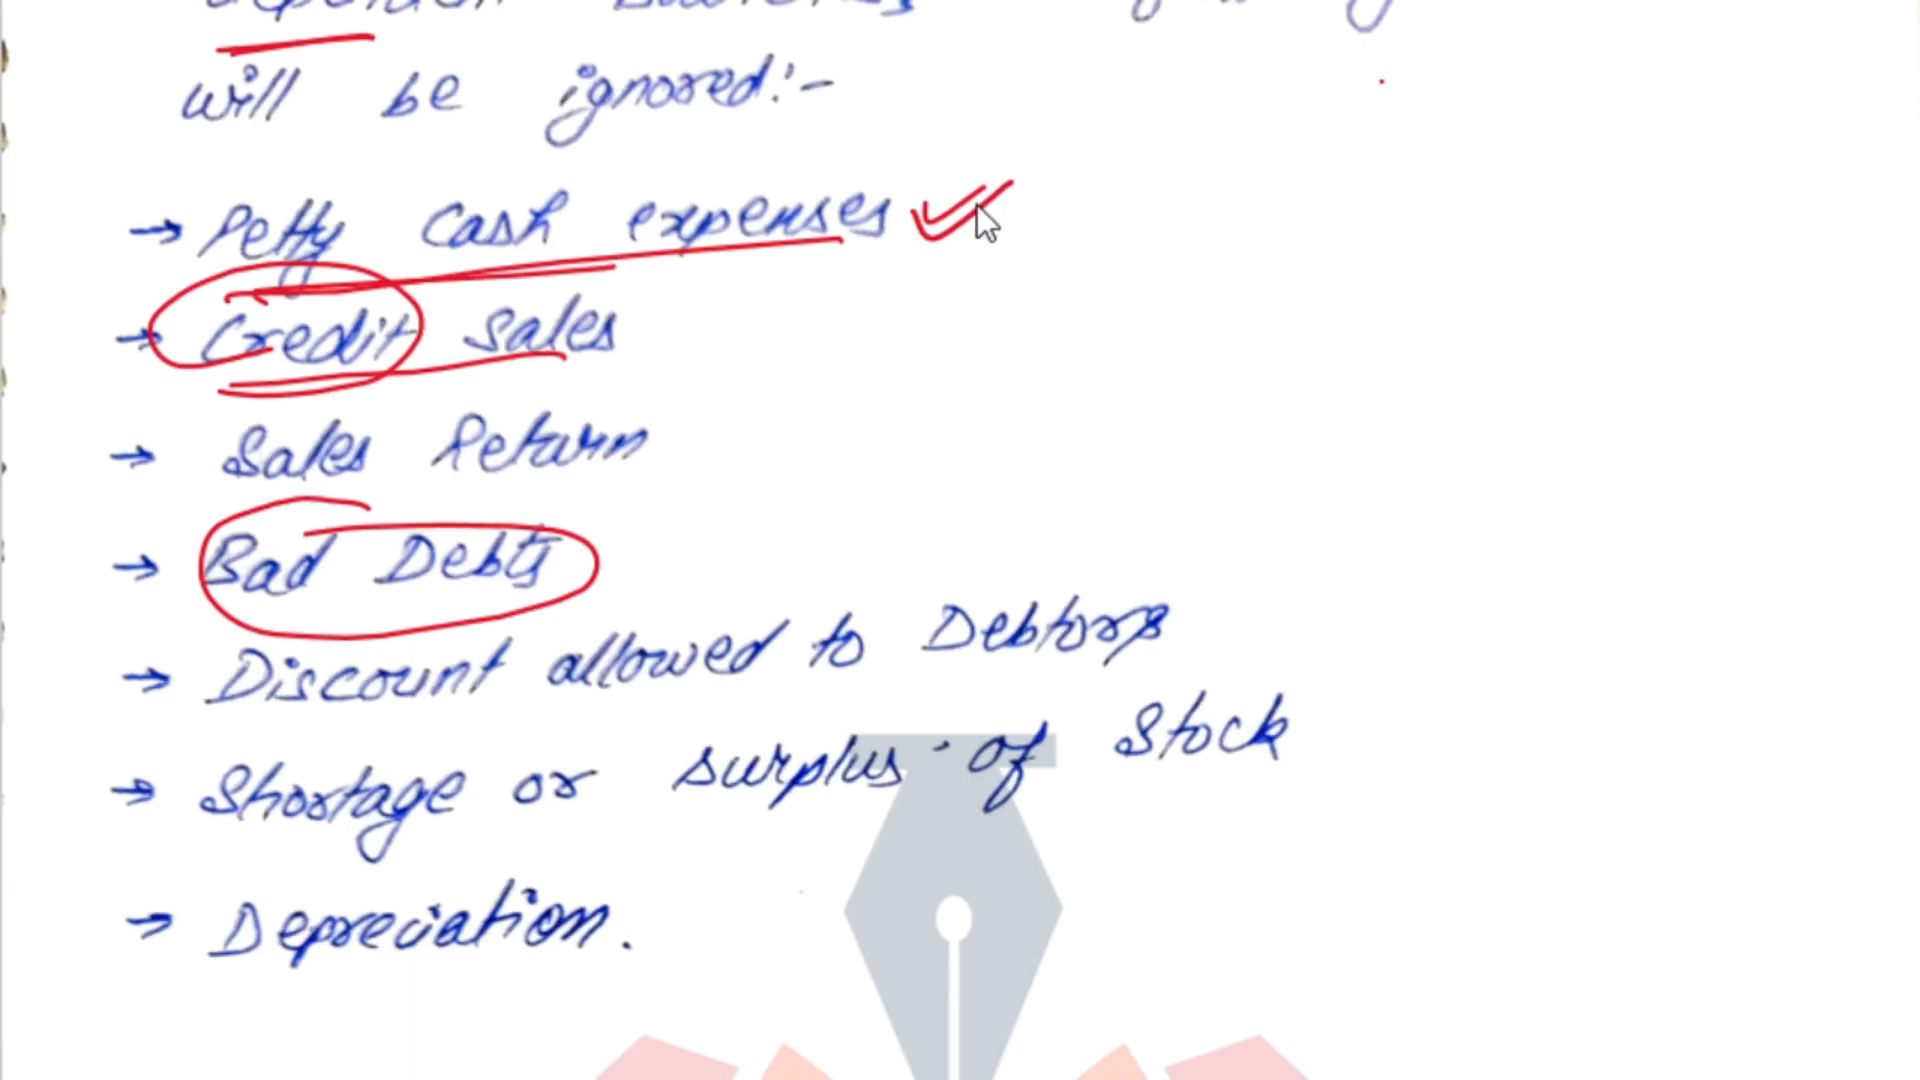 will be ignored:-
→ Petty cash expenses
→ Credit sales
→ Sales Return
→ Bad Debts
→ Discount allowed to Debtors
→ Shortage or surplus of Stock
→ Depreciation.